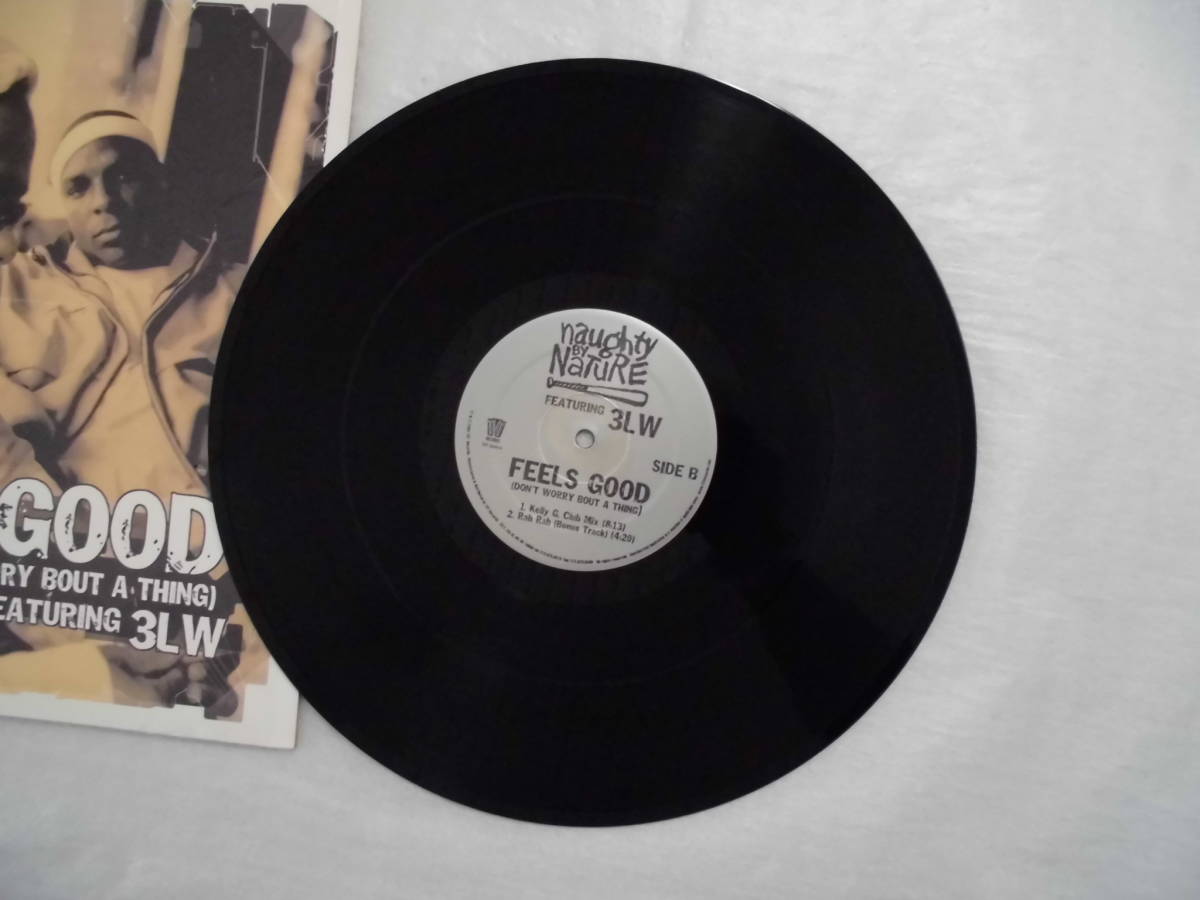 GOOD
RY BOUT A THING)
EATURING 3LW
naughty
BY
NATURE
FEATURING 3LW
SIDE B
FEELS GOOD
(DON'T WORRY BOUT A THING)
1. Kelly G. Club Mix (8:13)
2. Rah Rah (Bonus Track) (4:20)